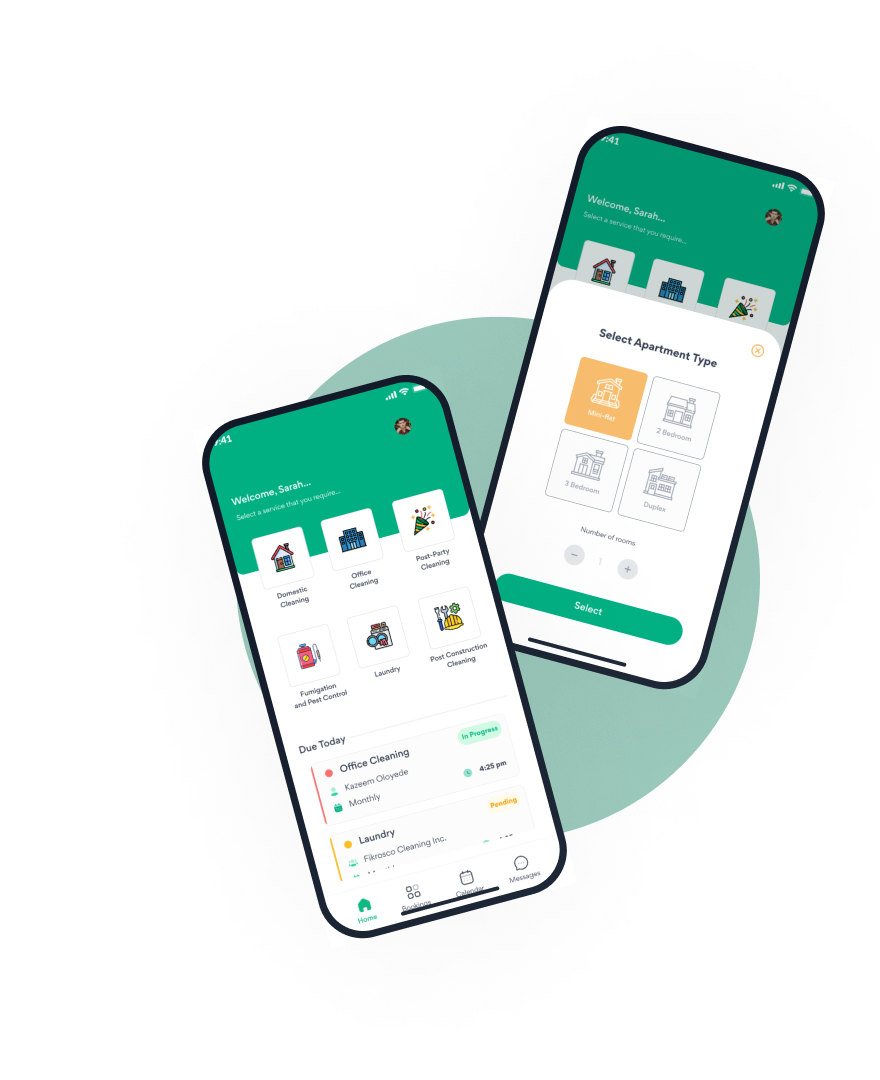 9:41
Welcome, Sarah...
Select a service that you require...
Select Apartment Type
Mini-flat
2 Bedroom
3 Bedroom
Duplex
Number of rooms
1
Select
9:41
Welcome, Sarah...
Select a service that you require...
Domestic
Cleaning
Office
Cleaning
Post-Party
Cleaning
Fumigation
and Pest Control
Laundry
Post Construction
Cleaning
Due Today
Office Cleaning
In Progress
Kazeem Oloyede
Monthly
4:25 pm
Laundry
Pending
Fikrosco Cleaning Inc.
Home
Bookings
Calendar
Messages